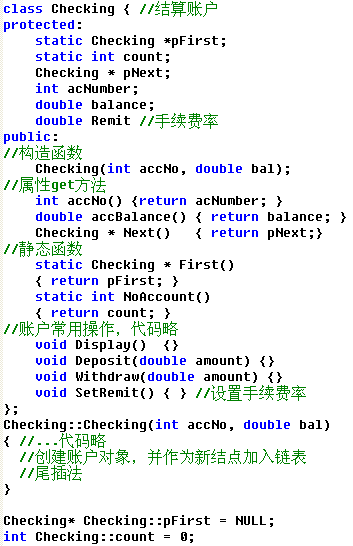 class Checking { //结算账户
protected:
    static Checking *pFirst;
    static int count;
    Checking * pNext;
    int acNumber;
    double balance;
    double Remit //手续费率
public:
//构造函数
    Checking(int accNo, double bal);
//属性get方法
    int accNo() {return acNumber; }
    double accBalance() { return balance; }
    Checking * Next()   { return pNext;}
//静态函数
    static Checking * First()
    { return pFirst; }
    static int NoAccount()
    { return count; }
//账户常用操作，代码略
    void Display()  {}
    void Deposit(double amount) {}
    void Withdraw(double amount) {}
    void SetRemit() { } //设置手续费率
};
Checking::Checking(int accNo, double bal)
{ //...代码略
  //创建账户对象，并作为新结点加入链表
  //尾插法
}

Checking* Checking::pFirst = NULL;
int Checking::count = 0;